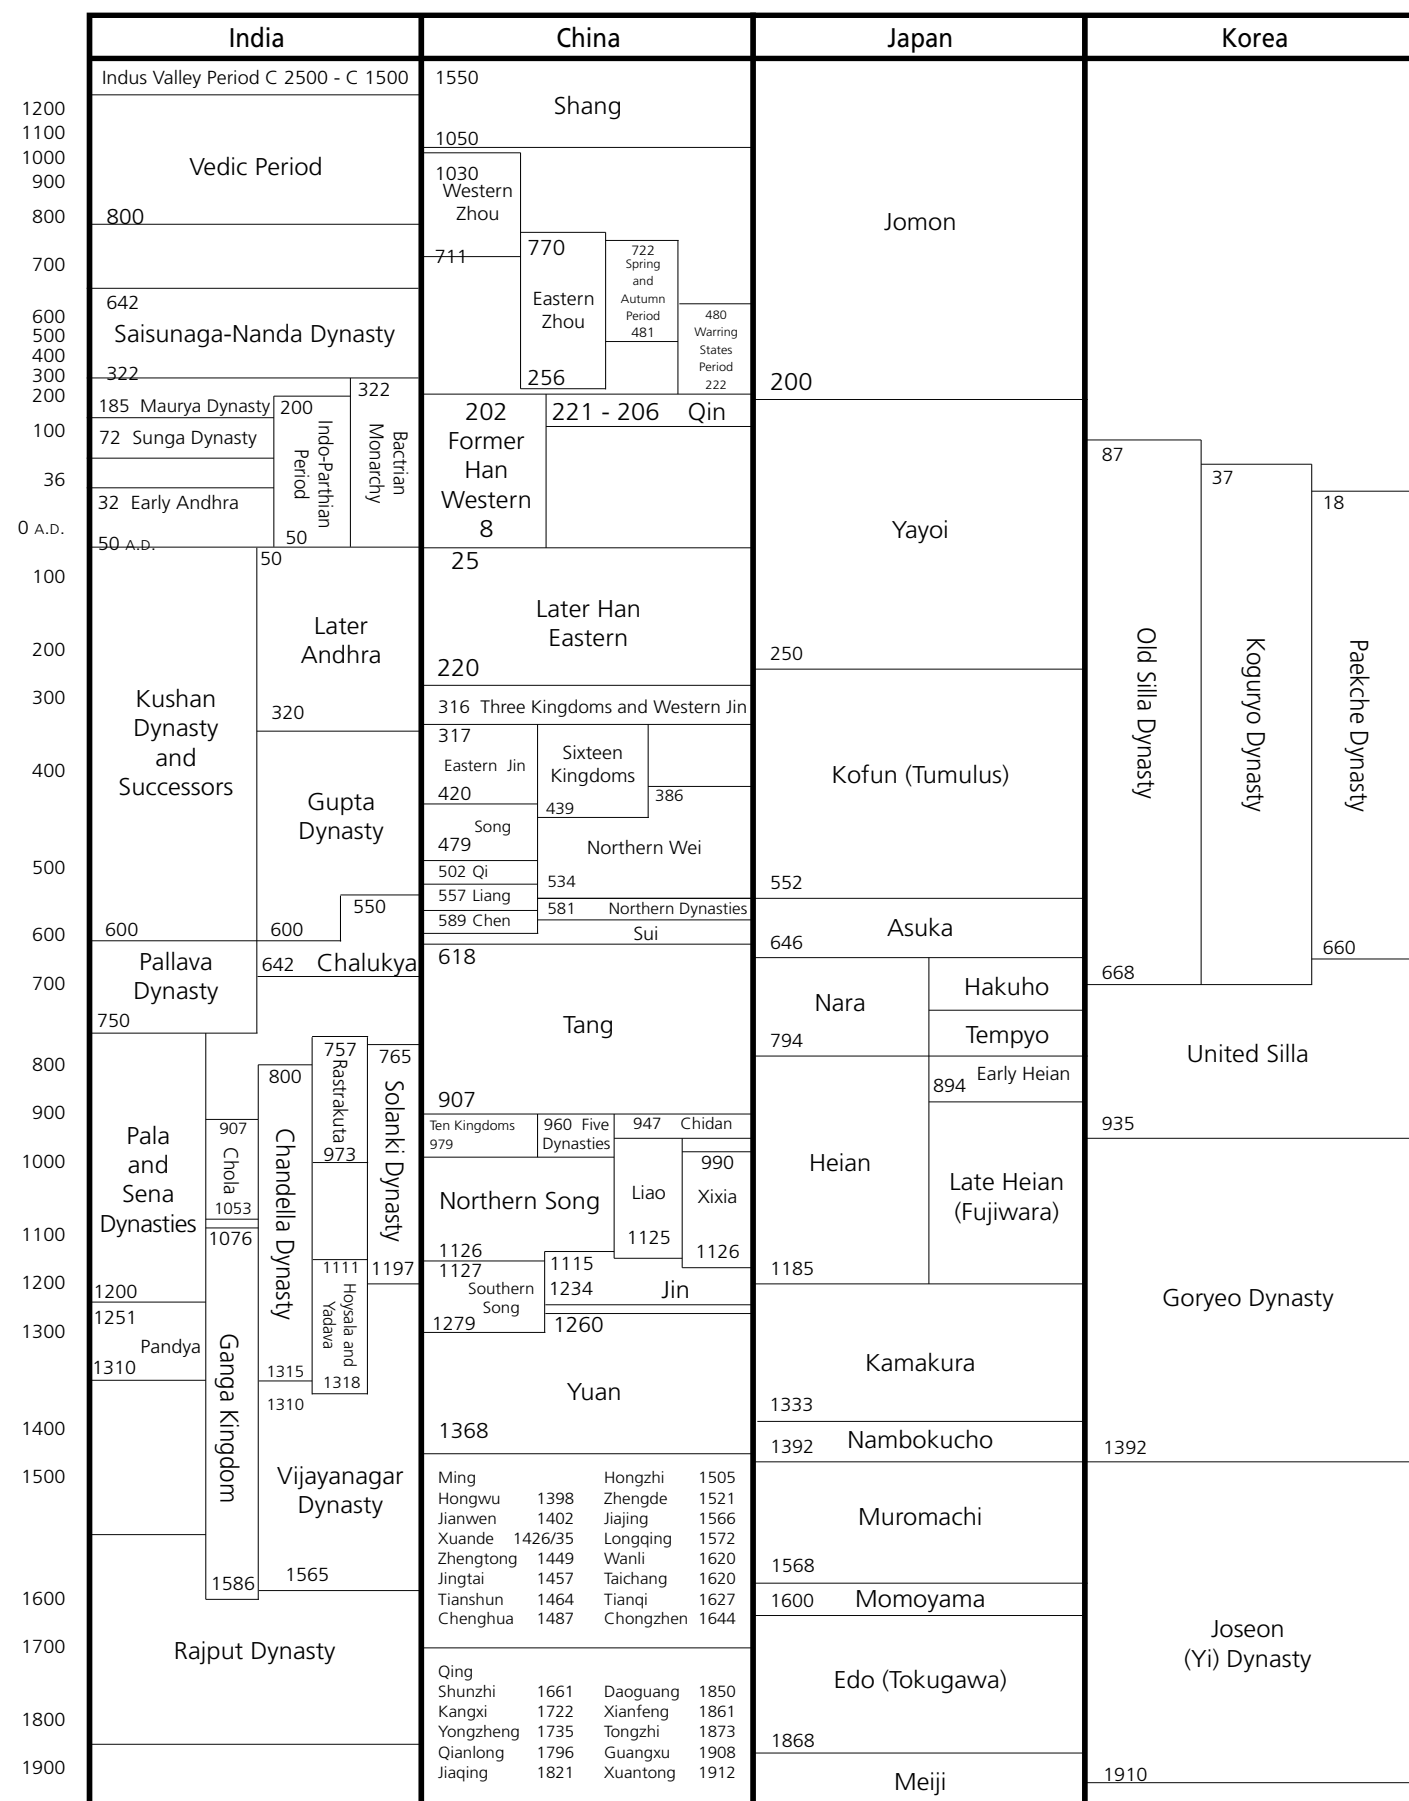 India
China
Japan
Korea
1200
1100
1000
900
800
700
600
500
400
300
200
100
36
0 A.D.
100
200
300
400
500
600
700
800
900
1000
1100
1200
1300
1400
1500
1600
1700
1800
1900
Indus Valley Period C 2500 - C 1500
Vedic Period
800
642
Saisunaga-Nanda Dynasty
322
185 Maurya Dynasty
72 Sunga Dynasty
32 Early Andhra
50 A.D.
200
Indo-Parthian
Period
50
322
Bactrian
Monarchy
Kushan
Dynasty
and
Successors
600
50
Later
Andhra
320
Gupta
Dynasty
550
600
Pallava
Dynasty
750
642 Chalukya
Pala
and
Sena
Dynasties
1200
1251
Pandya
1310
907
Chola
1053
1076
Ganga Kingdom
1586
800
Chandella Dynasty
1315
757
Rastrakuta
973
1111
Hoysala and
Yadava
1318
765
Solanki Dynasty
1197
1310
Vijayanagar
Dynasty
1565
Rajput Dynasty
1550
Shang
1050
1030
Western
Zhou
711
770
Eastern
Zhou
256
722
Spring
and
Autumn
Period
481
480
Warring
States
Period
222
202
Former
Han
Western
8
221 - 206 Qin
25
Later Han
Eastern
220
316 Three Kingdoms and Western Jin
317
Eastern Jin
420
Sixteen
Kingdoms
439
386
Song
479
Northern Wei
534
502 Qi
557 Liang
589 Chen
581 Northern Dynasties
Sui
618
Tang
907
Ten Kingdoms
979
960 Five
Dynasties
947 Chidan
Northern Song
1126
Liao
1125
990
Xixia
1126
1127
Southern
Song
1279
1115
1234 Jin
1260
Yuan
1368
Ming
Hongwu 1398
Jianwen 1402
Xuande 1426/35
Zhengtong 1449
Jingtai 1457
Tianshun 1464
Chenghua 1487
Hongzhi 1505
Zhengde 1521
Jiajing 1566
Longqing 1572
Wanli 1620
Taichang 1620
Tianqi 1627
Chongzhen 1644
Qing
Shunzhi 1661
Kangxi 1722
Yongzheng 1735
Qianlong 1796
Jiaqing 1821
Daoguang 1850
Xianfeng 1861
Tongzhi 1873
Guangxu 1908
Xuantong 1912
Jomon
200
Yayoi
250
Kofun (Tumulus)
552
Asuka
646
Nara
794
Hakuho
Tempyo
Heian
1185
Early Heian
894
Late Heian
(Fujiwara)
Kamakura
1333
Nambokucho
1392
Muromachi
1568
Momoyama
1600
Edo (Tokugawa)
1868
Meiji
87
Old Silla Dynasty
668
37
Koguryo Dynasty
18
Paekche Dynasty
660
United Silla
935
Goryeo Dynasty
1392
Joseon
(Yi) Dynasty
1910